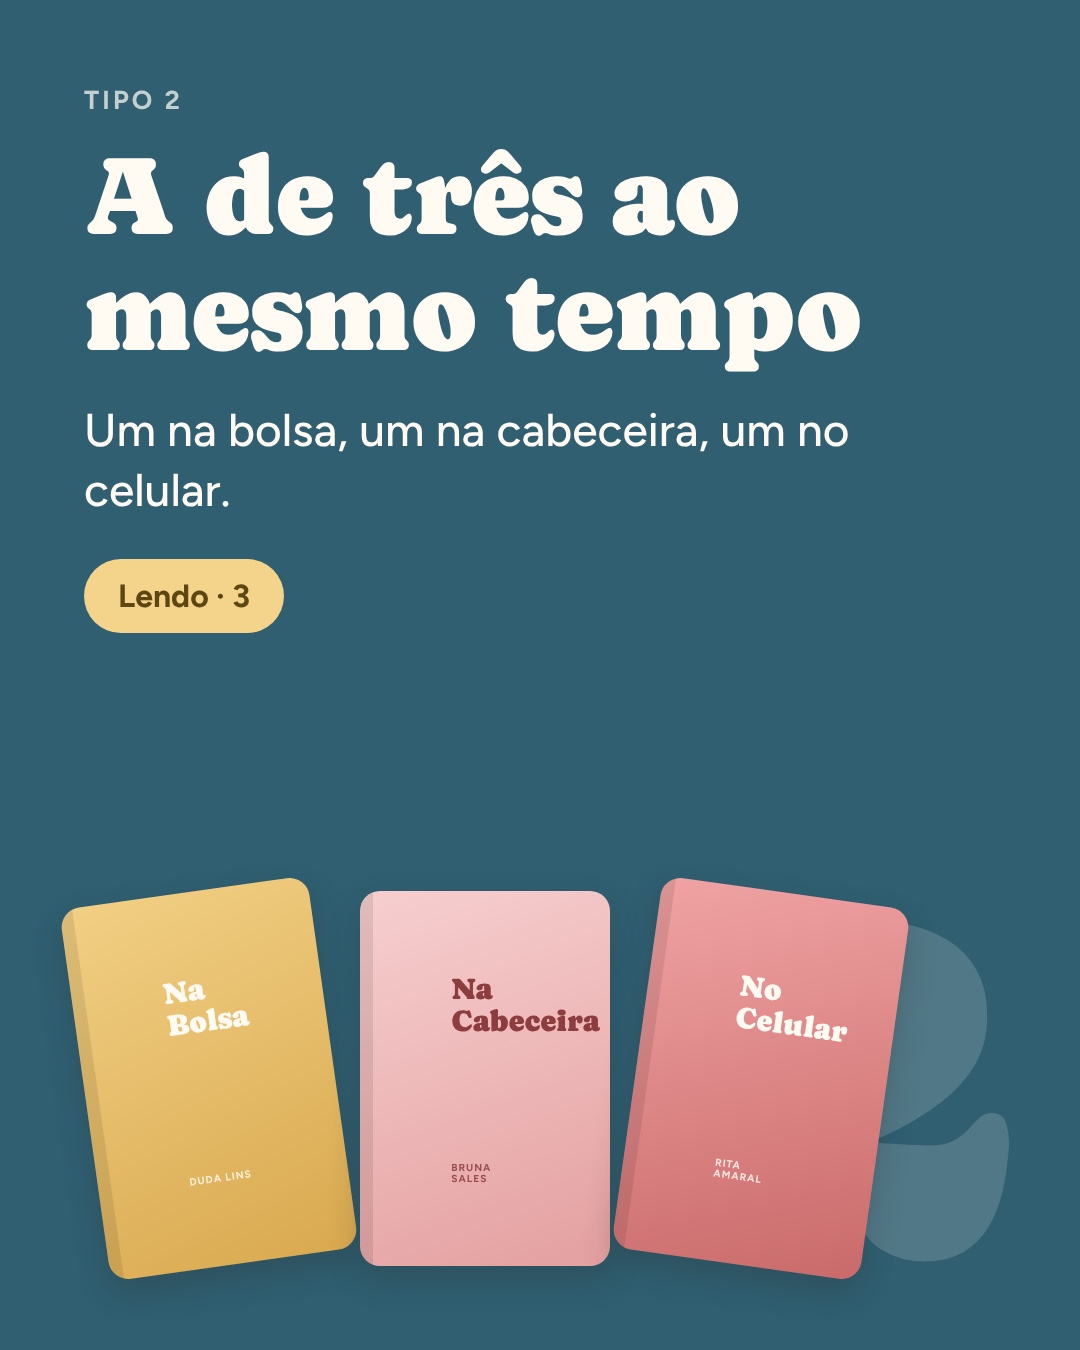 TIPO 2
A de três ao
mesmo tempo
Um na bolsa, um na cabeceira, um no
celular.
Lendo · 3
Na
Bolsa
DUDA LINS
Na
Cabeceira
BRUNA
SALES
No
Celular
RITA
AMARAL
2